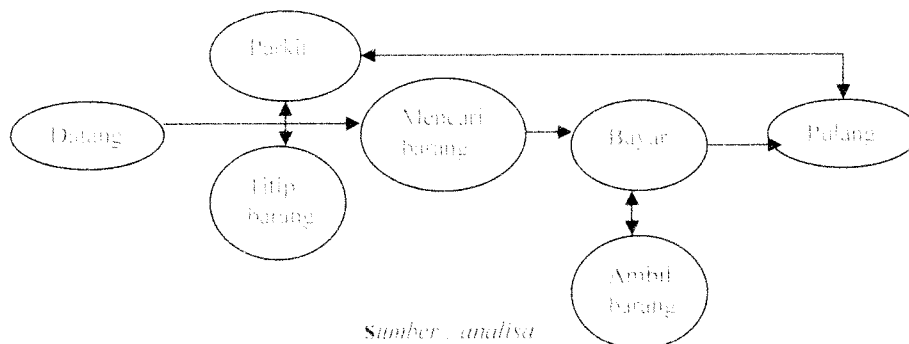 Parkir
Datang
Mencari
barang
Bayar
Pulang
Titip
barang
Ambil
barang
Sumber : analisa